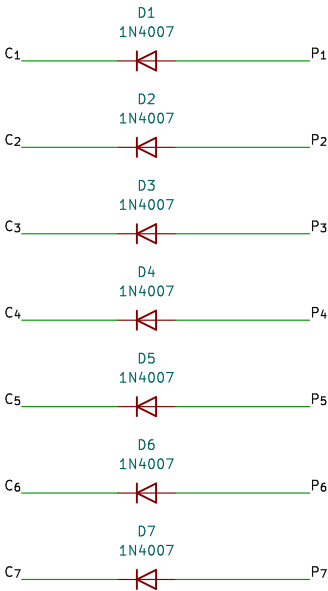 D1
1N4007
C1 P1
D2
1N4007
C2 P2
D3
1N4007
C3 P3
D4
1N4007
C4 P4
D5
1N4007
C5 P5
D6
1N4007
C6 P6
D7
1N4007
C7 P7